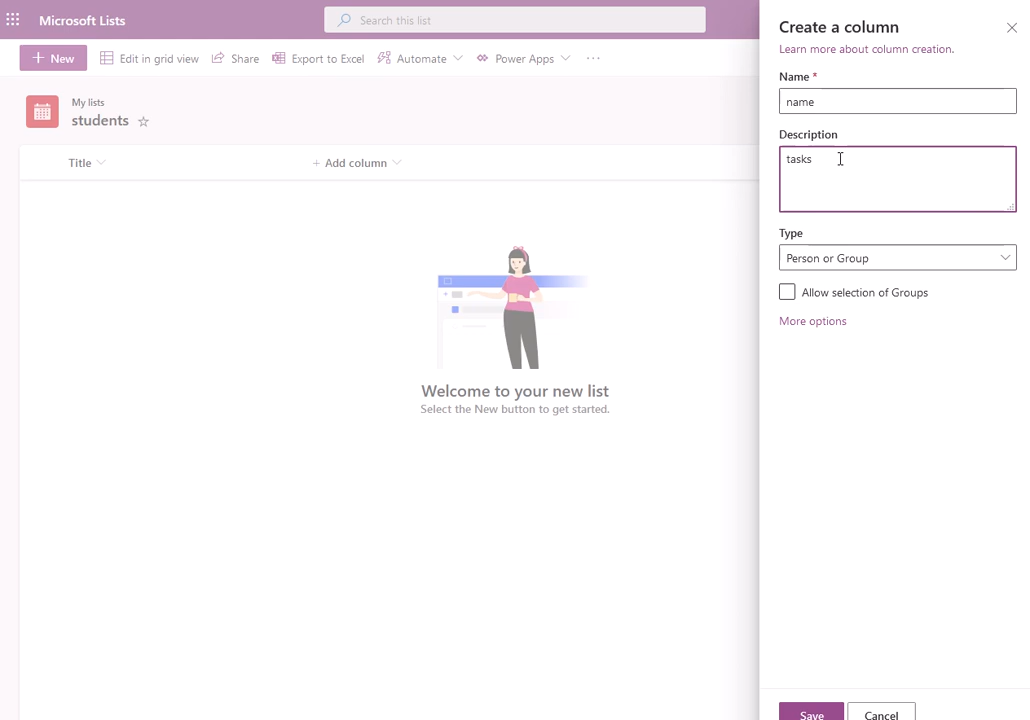 Microsoft Lists
Search this list
New
Edit in grid view
Share
Export to Excel
Automate
Power Apps
My lists
students
Title
+ Add column
Welcome to your new list
Select the New button to get started.
Create a column
Learn more about column creation.
Name *
name
Description
tasks
Type
Person or Group
Allow selection of Groups
More options
Save
Cancel